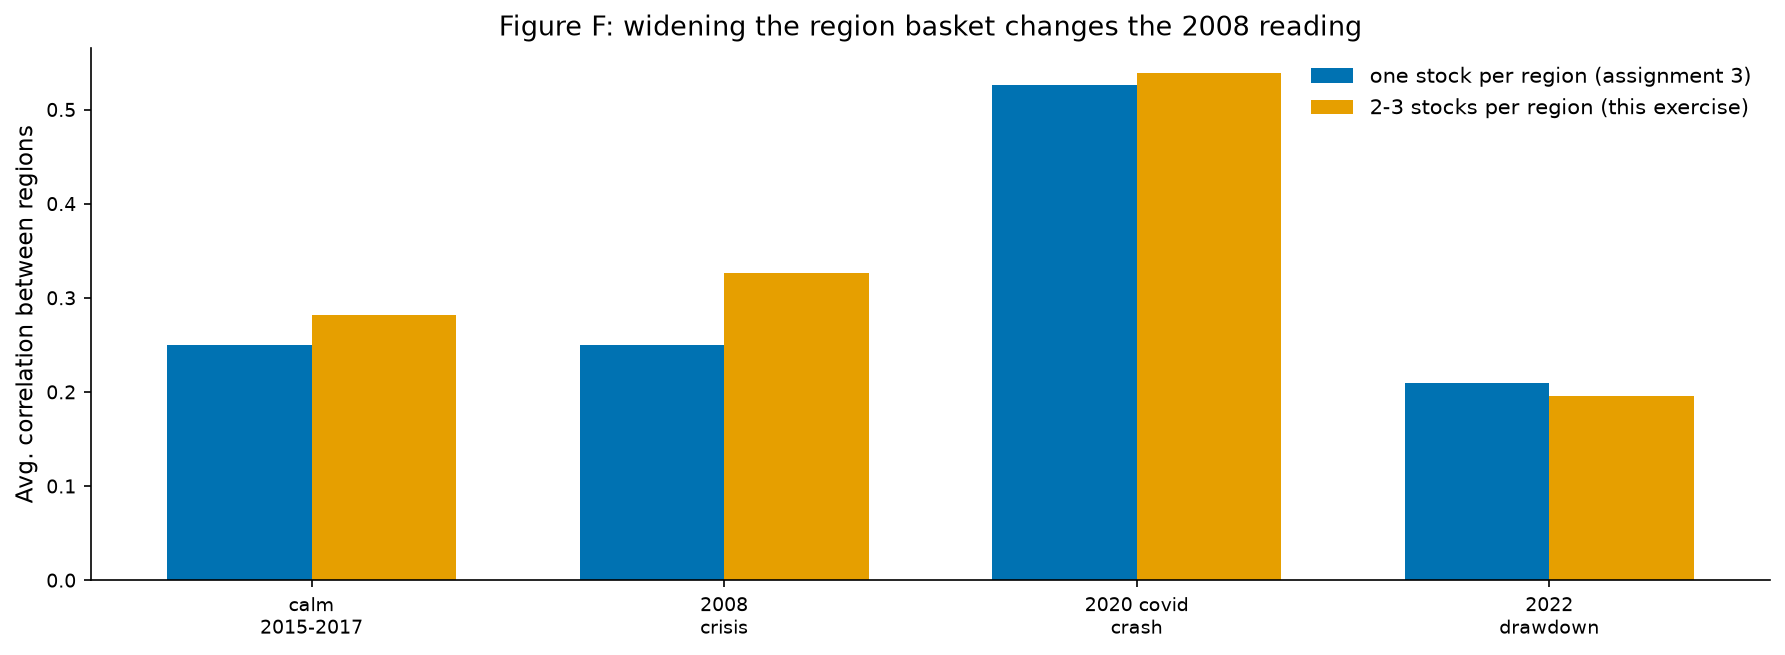 Figure F: widening the region basket changes the 2008 reading
one stock per region (assignment 3)
2-3 stocks per region (this exercise)
Avg. correlation between regions
0.5
0.4
0.3
0.2
0.1
0.0
calm
2015-2017
2008
crisis
2020 covid
crash
2022
drawdown